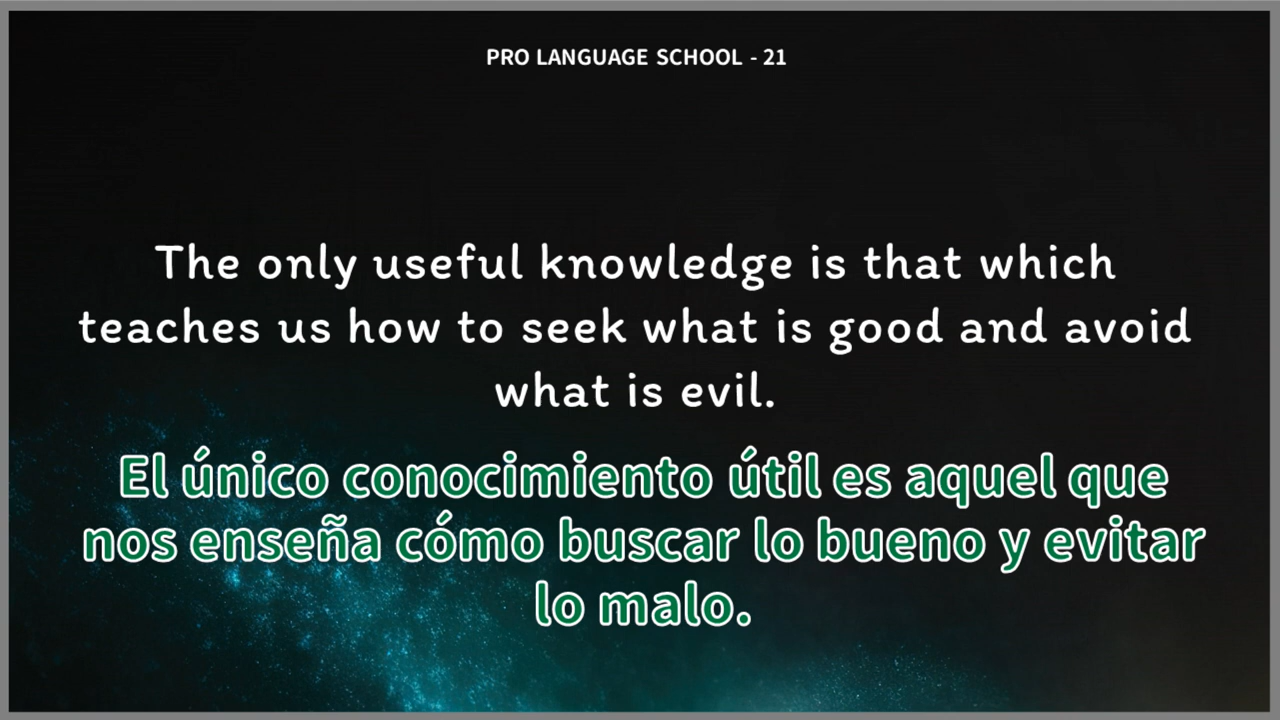 PRO LANGUAGE SCHOOL - 21
The only useful knowledge is that which
teaches us how to seek what is good and avoid
what is evil.
El único conocimiento útil es aquel que
nos enseña cómo buscar lo bueno y evitar
lo malo.